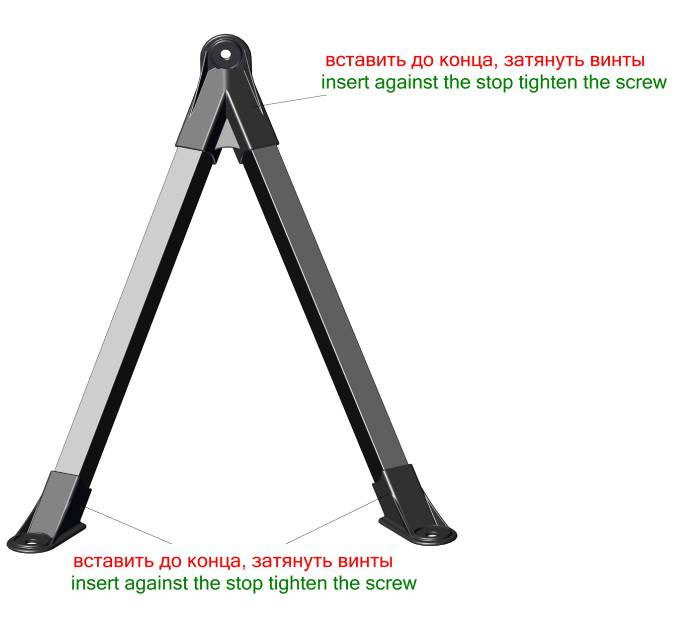 вставить до конца, затянуть винты
insert against the stop tighten the screw
вставить до конца, затянуть винты
insert against the stop tighten the screw